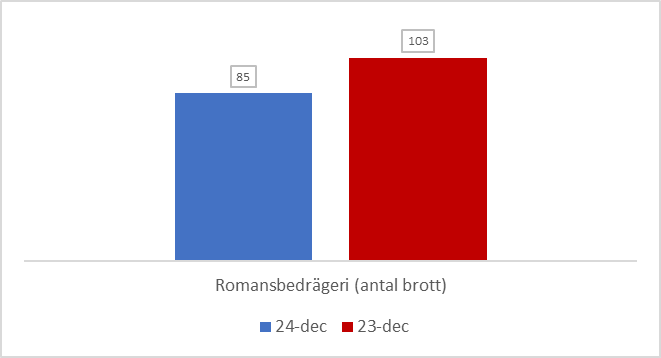 103
85
Romansbedrägeri (antal brott)
24-dec 23-dec